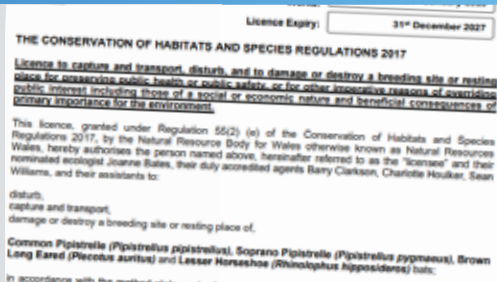 Licence Expiry: 31st December 2027
THE CONSERVATION OF HABITATS AND SPECIES REGULATIONS 2017
Licence to capture and transport, disturb, and to damage or destroy a breeding site or resting
place for preserving public health or public safety, or for other imperative reasons of overriding
public interest including those of a social or economic nature and beneficial consequences of
primary importance for the environment.
This licence, granted under Regulation 55(2) (e) of the Conservation of Habitats and Species
Regulations 2017, by the Natural Resource Body for Wales otherwise known as Natural Resources
Wales, hereby authorises the person named above, hereinafter referred to as the "licensee" and their
nominated ecologist Joanne Bates, their duly accredited agents Barry Clarkson, Charlotte Houlker, Sean
Williams, and their assistants to:
disturb,
capture and transport,
damage or destroy a breeding site or resting place of,
Common Pipistrelle (Pipistrellus pipistrellus), Soprano Pipistrelle (Pipistrellus pygmaeus), Brown
Long Eared (Plecotus auritus) and Lesser Horseshoe (Rhinolophus hipposideros) bats;
In accordance with the method